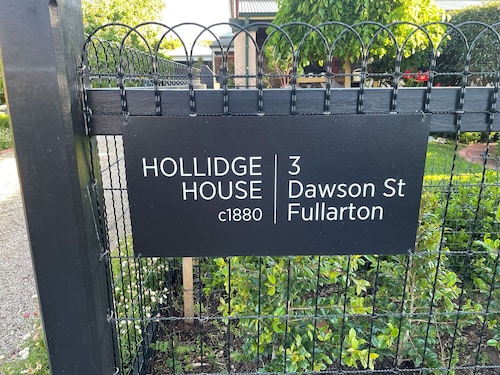 HOLLIDGE
HOUSE
c1880
3
Dawson St
Fullarton